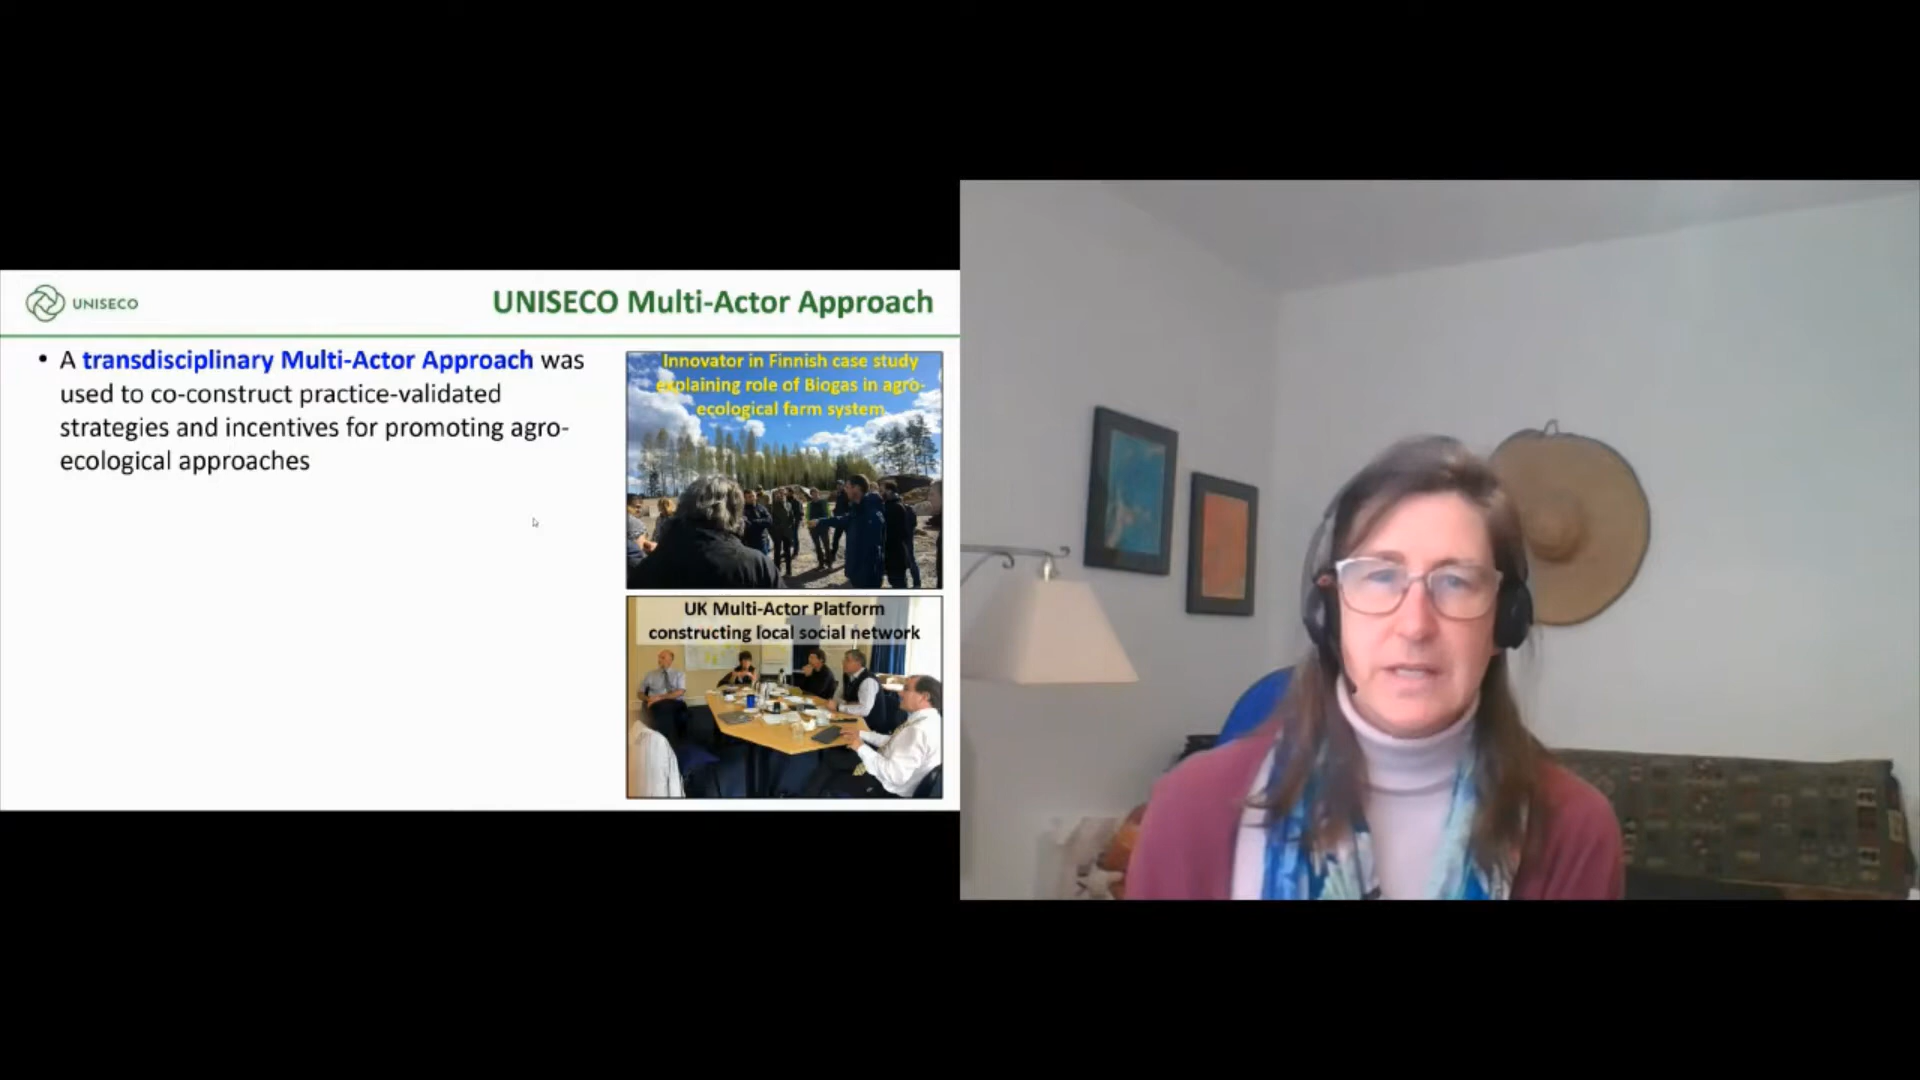 UNISECO
UNISECO Multi-Actor Approach
• A transdisciplinary Multi-Actor Approach was
used to co-construct practice-validated
strategies and incentives for promoting agro-
ecological approaches
Innovator in Finnish case study
explaining role of Biogas in agro-
ecological farm system
UK Multi-Actor Platform
constructing local social network